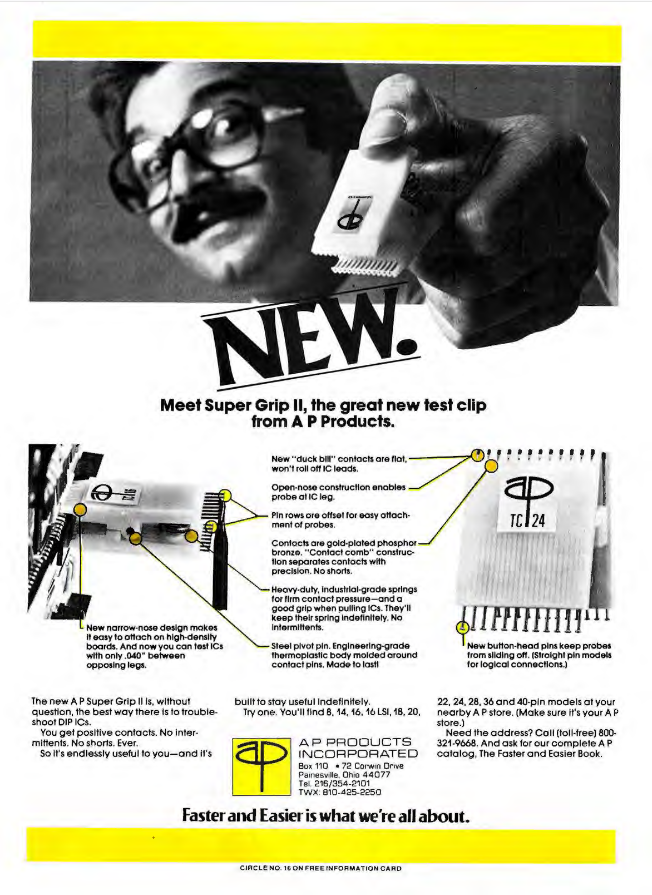 NEW.
Meet Super Grip II, the great new test clip
from A P Products.
New "duck bill" contacts are flat,
won't roll off IC leads.
Open-nose construction enables
probe at IC leg.
Pin rows are offset for easy attach-
ment of probes.
Contacts are gold-plated phosphor
bronze. "Contact comb" construc-
tion separates contacts with
precision. No shorts.
Heavy-duty, industrial-grade springs
for firm contact pressure—and a
good grip when pulling ICs. They'll
keep their spring indefinitely. No
intermittents.
Steel pivot pin. Engineering-grade
thermoplastic body molded around
contact pins. Made to last!
TC 16
New narrow-nose design makes
it easy to attach on high-density
boards. And now you can test ICs
with only .040" between
opposing legs.
ap
TC 24
New button-head pins keep probes
from sliding off. (Straight pin models
for logical connections.)
The new A P Super Grip II is, without
question, the best way there is to trouble-
shoot DIP ICs.
You get positive contacts. No inter-
mittents. No shorts. Ever.
So it's endlessly useful to you—and it's
built to stay useful indefinitely.
Try one. You'll find 8, 14, 16, 16 LSI, 18, 20,
22, 24, 28, 36 and 40-pin models at your
nearby A P store. (Make sure it's your A P
store.)
Need the address? Call (toll-free) 800-
321-9668. And ask for our complete A P
catalog, The Faster and Easier Book.
ap
A P PRODUCTS
INCORPORATED
Box 110 • 72 Corwin Drive
Painesville, Ohio 44077
Tel. 216/354-2101
TWX: 810-425-2250
Faster and Easier is what we're all about.
CIRCLE NO. 16 ON FREE INFORMATION CARD